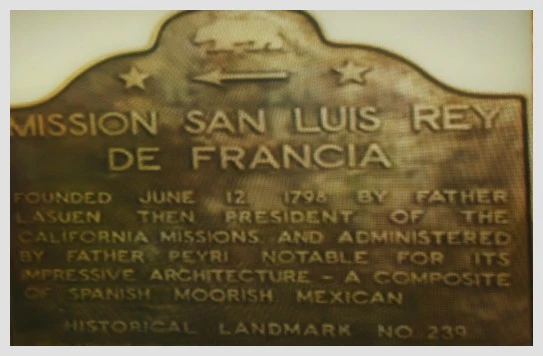 MISSION SAN LUIS REY
DE FRANCIA
FOUNDED JUNE 12 1798 BY FATHER
LASUEN THEN PRESIDENT OF THE
CALIFORNIA MISSIONS AND ADMINISTERED
BY FATHER PEYRI NOTABLE FOR ITS
IMPRESSIVE ARCHITECTURE - A COMPOSITE
OF SPANISH MOORISH MEXICAN
HISTORICAL LANDMARK NO. 239